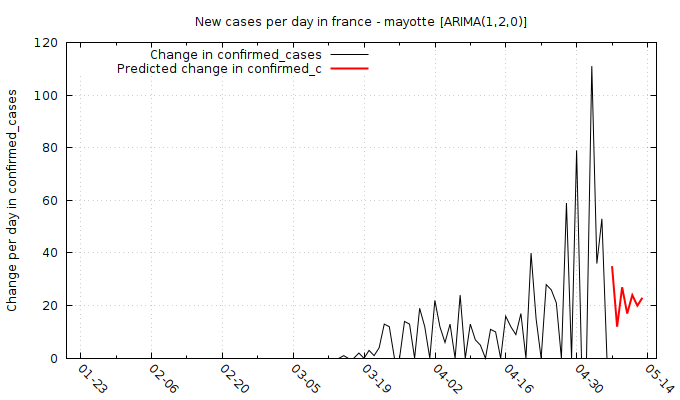 New cases per day in france - mayotte [ARIMA(1,2,0)]
Change in confirmed_cases
Predicted change in confirmed_c
Change per day in confirmed_cases
120
100
80
60
40
20
0
01-23 02-06 02-20 03-05 03-19 04-02 04-16 04-30 05-14